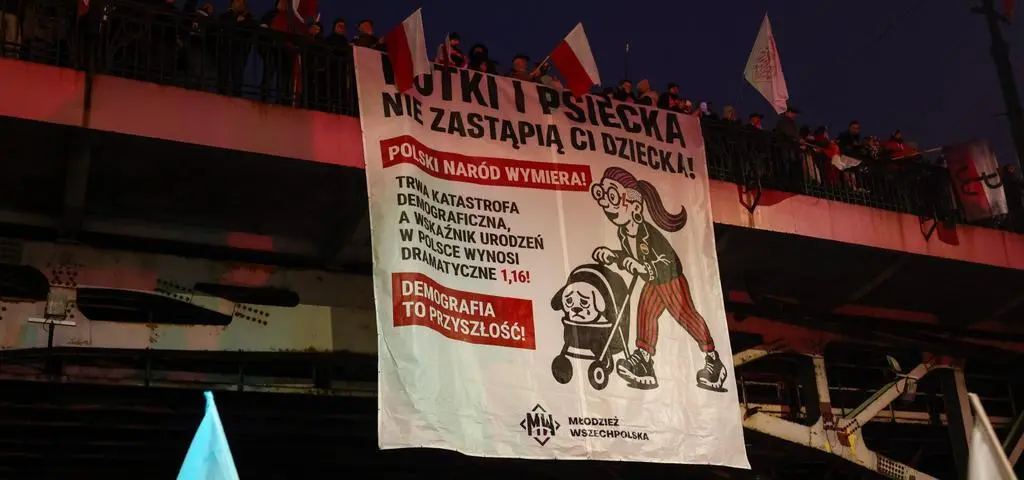 I PSIECKA
NIE ZASTĄPIĄ CI DZIECKA!
POLSKI NARÓD WYMIERA!
TRWA KATASTROFA
DEMOGRAFICZNA,
A WSKAŹNIK URODZEŃ
W POLSCE WYNOSI
DRAMATYCZNE 1,16!
DEMOGRAFIA
TO PRZYSZŁOŚĆ!
MW
MŁODZIEŻ
WSZECHPOLSKA